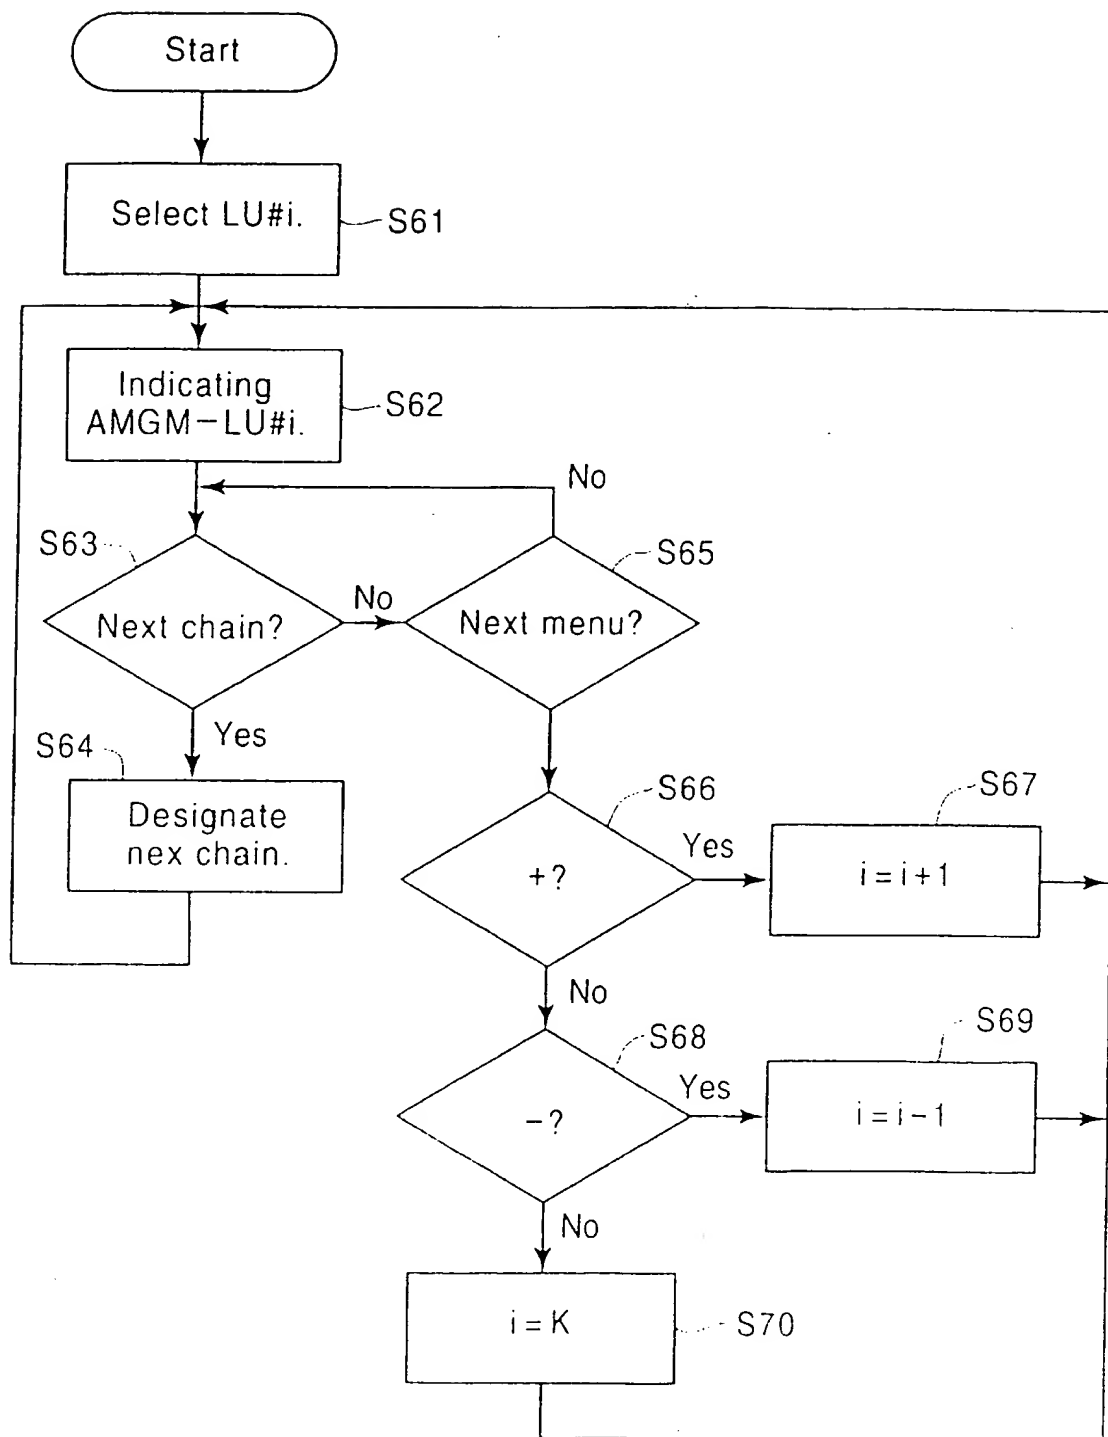 Start
Select LU#i.
S61
Indicating
AMGM-LU#i.
S62
No
S63
S65
Next chain?
No
Next menu?
Yes
S64
Designate
nex chain.
S66
S67
+?
Yes
i=i+1
No
S68
S69
-?
Yes
i=i-1
No
i=K
S70